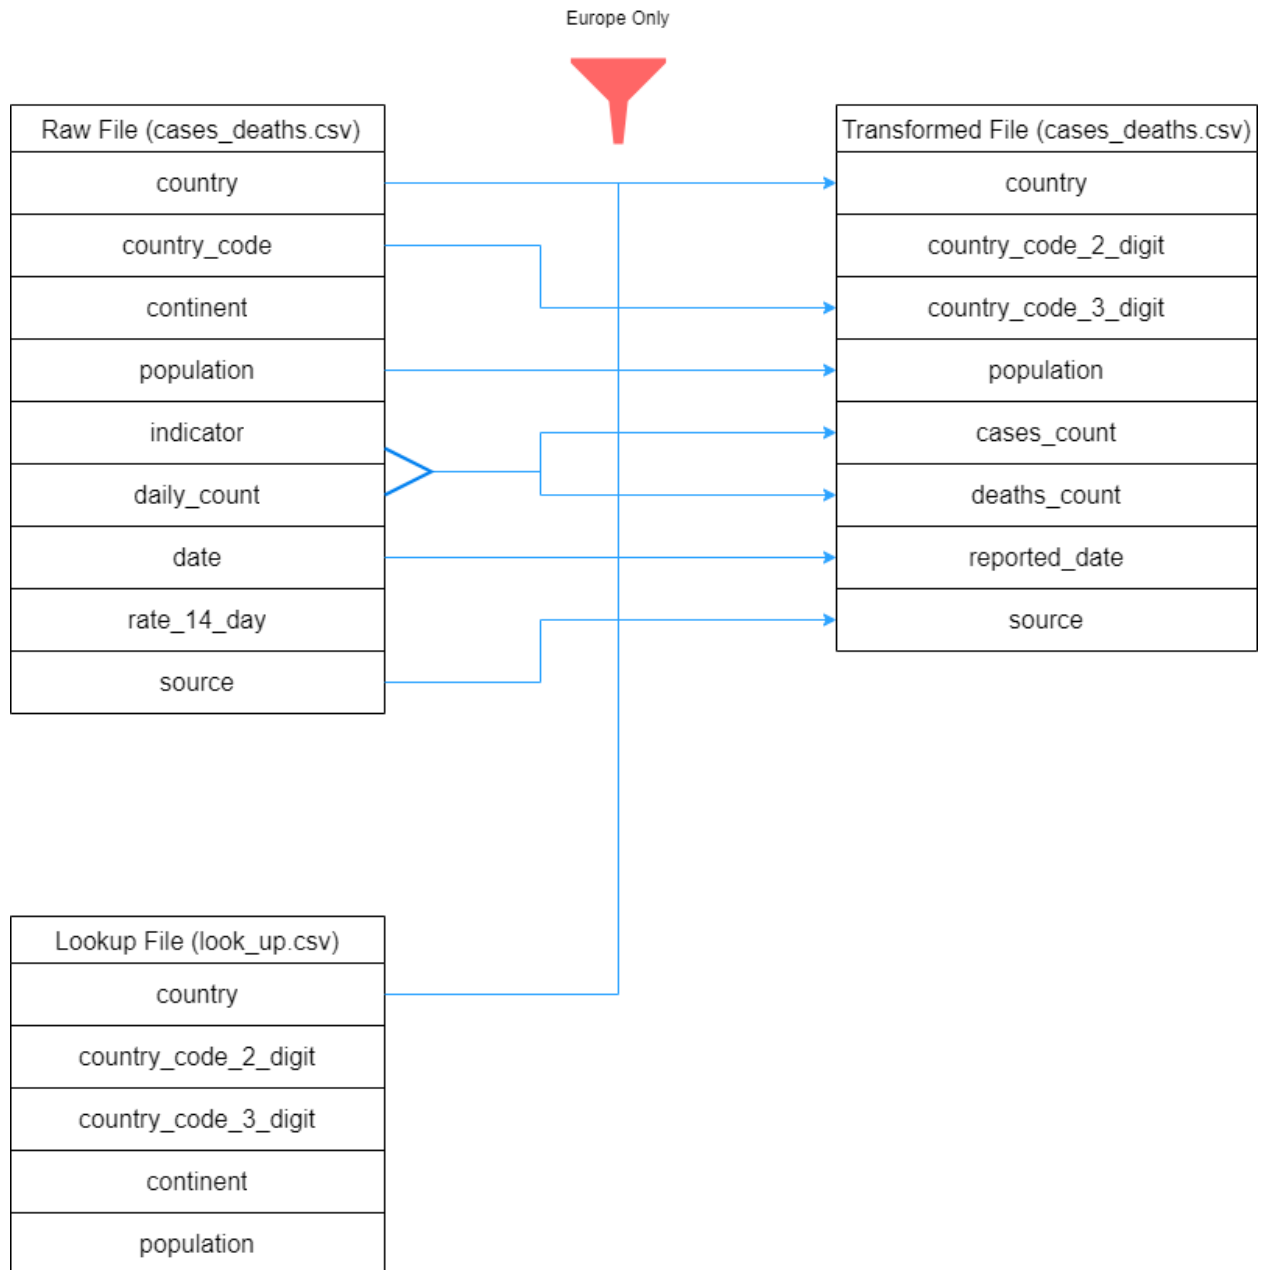 Europe Only
Raw File (cases_deaths.csv)
country
country_code
continent
population
indicator
daily_count
date
rate_14_day
source
Transformed File (cases_deaths.csv)
country
country_code_2_digit
country_code_3_digit
population
cases_count
deaths_count
reported_date
source
Lookup File (look_up.csv)
country
country_code_2_digit
country_code_3_digit
continent
population